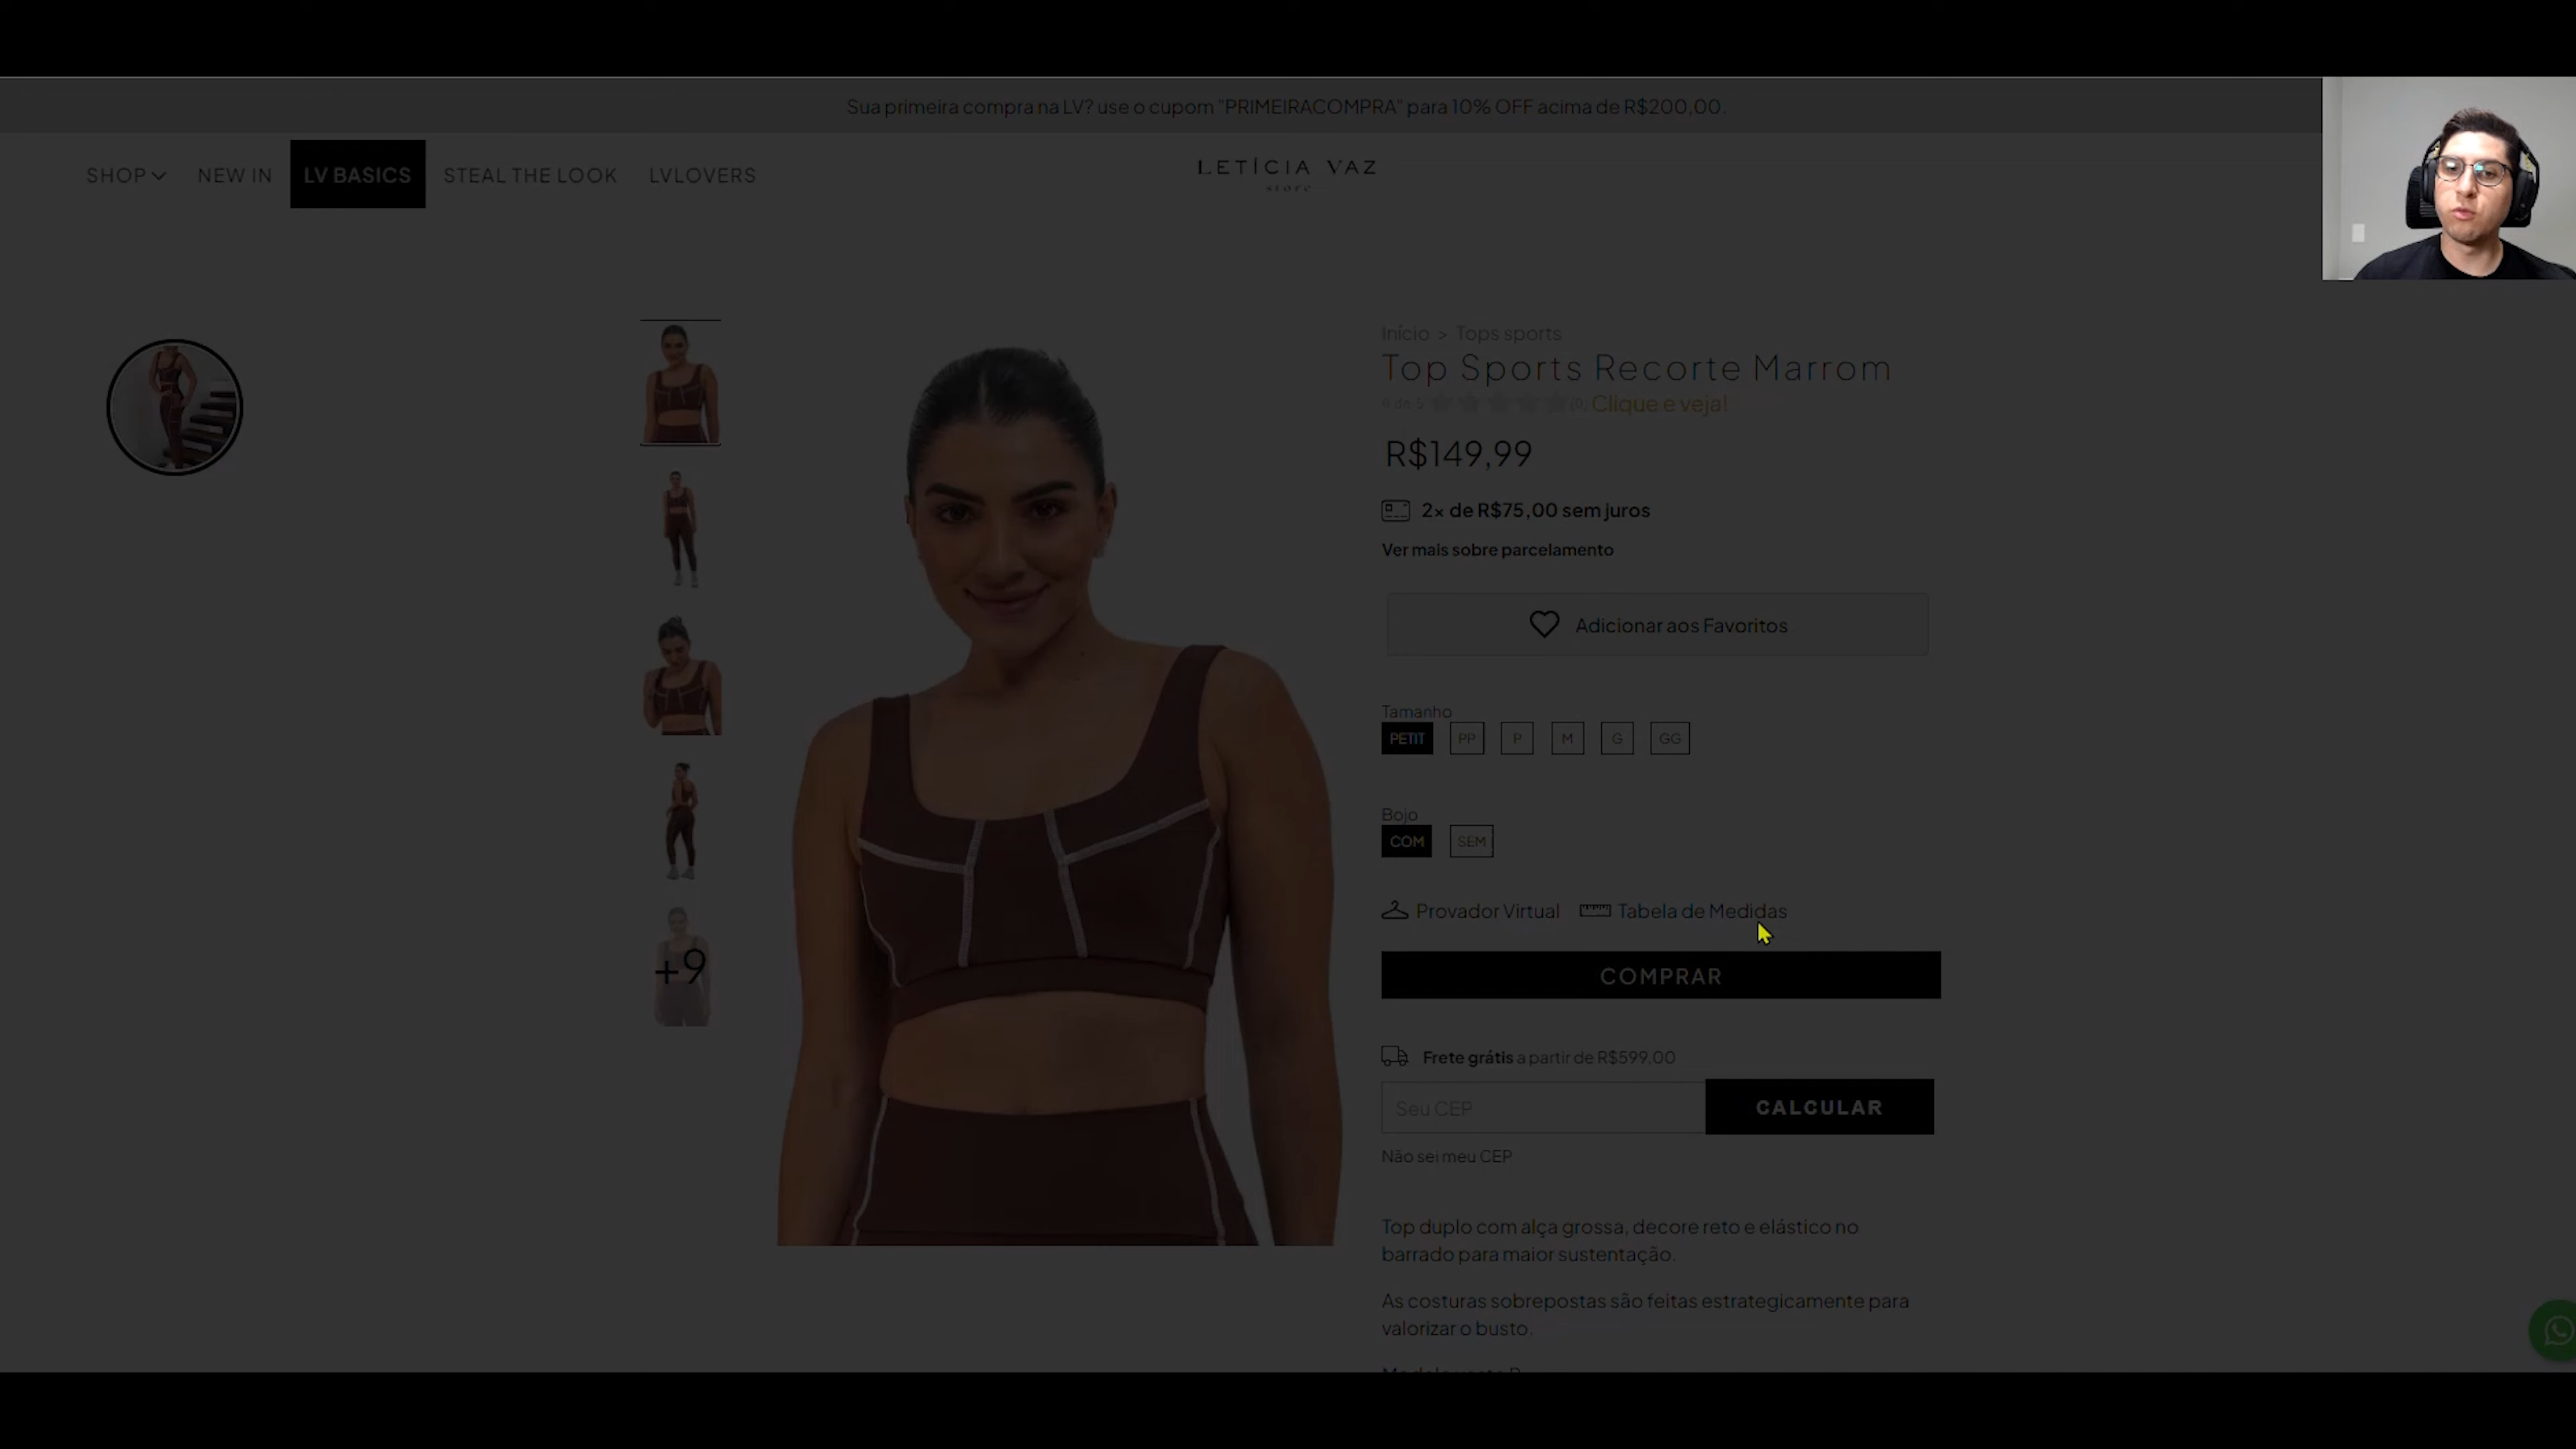 Sua primeira compra na LV? use o cupom "PRIMEIRACOMPRA" para 10% OFF acima de R$200,00.
SHOP NEW IN LV BASICS STEAL THE LOOK LVLOVERS
LETÍCIA VAZ
store
Início > Tops sports
Top Sports Recorte Marrom
0 de 5 (0) Clique e veja!
R$149,99
2x de R$75,00 sem juros
Ver mais sobre parcelamento
Adicionar aos Favoritos
Tamanho
PETIT PP P M G GG
Bojo
COM SEM
Provador Virtual Tabela de Medidas
COMPRAR
+9
Frete grátis a partir de R$599,00
Seu CEP CALCULAR
Não sei meu CEP
Top duplo com alça grossa, decore reto e elástico no
barrado para maior sustentação.
As costuras sobrepostas são feitas estrategicamente para
valorizar o busto.